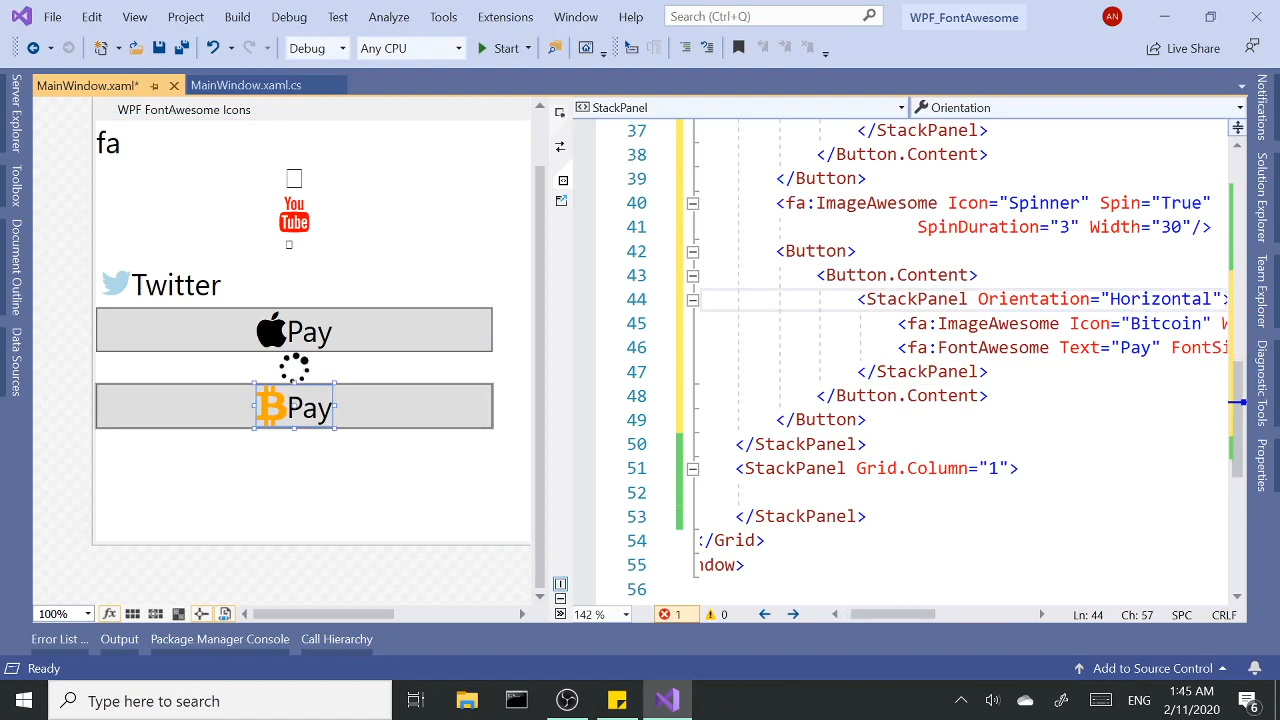 File Edit View Project Build Debug Test Analyze Tools Extensions Window Help Search (Ctrl+Q) WPF_FontAwesome AN
Debug Any CPU Start Live Share
MainWindow.xaml* MainWindow.xaml.cs
Server Explorer
Toolbox
Document Outline
Data Sources
WPF FontAwesome Icons
fa
You
Tube
Twitter
Pay
Pay
100%
StackPanel Orientation
37 </StackPanel>
38 </Button.Content>
39 </Button>
40 <fa:ImageAwesome Icon="Spinner" Spin="True"
41 SpinDuration="3" Width="30"/>
42 <Button>
43 <Button.Content>
44 <StackPanel Orientation="Horizontal">
45 <fa:ImageAwesome Icon="Bitcoin" W
46 <fa:FontAwesome Text="Pay" FontSi
47 </StackPanel>
48 </Button.Content>
49 </Button>
50 </StackPanel>
51 <StackPanel Grid.Column="1">
52
53 </StackPanel>
54 </Grid>
55 ndow>
56
142 % 1 0 Ln: 44 Ch: 57 SPC CRLF
Notifications
Solution Explorer
Team Explorer
Diagnostic Tools
Properties
Error List ... Output Package Manager Console Call Hierarchy
Ready Add to Source Control
Type here to search
ENG
1:45 AM
2/11/2020
6